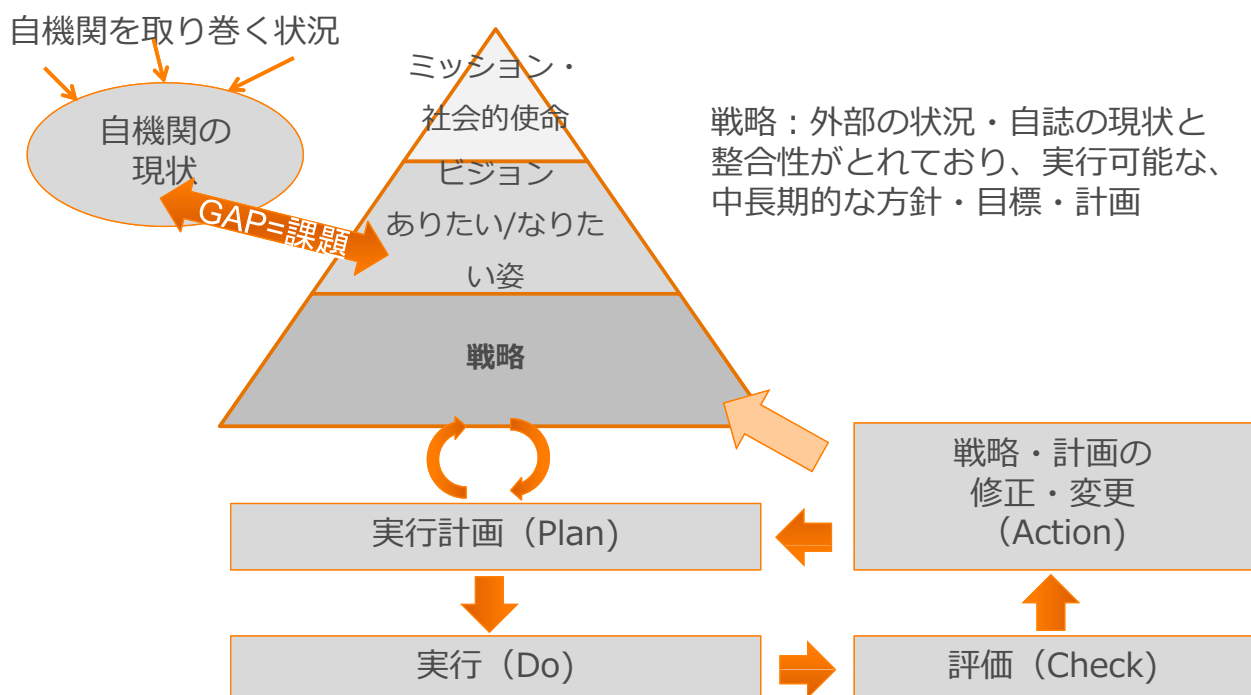 自機関を取り巻く状況
自機関の
現状
GAP=課題
ミッション・
社会的使命
ビジョン
ありたい/なりた
い姿
戦略
戦略：外部の状況・自誌の現状と
整合性がとれており、実行可能な、
中長期的な方針・目標・計画
実行計画（Plan)
戦略・計画の
修正・変更
（Action)
実行（Do)
評価（Check)